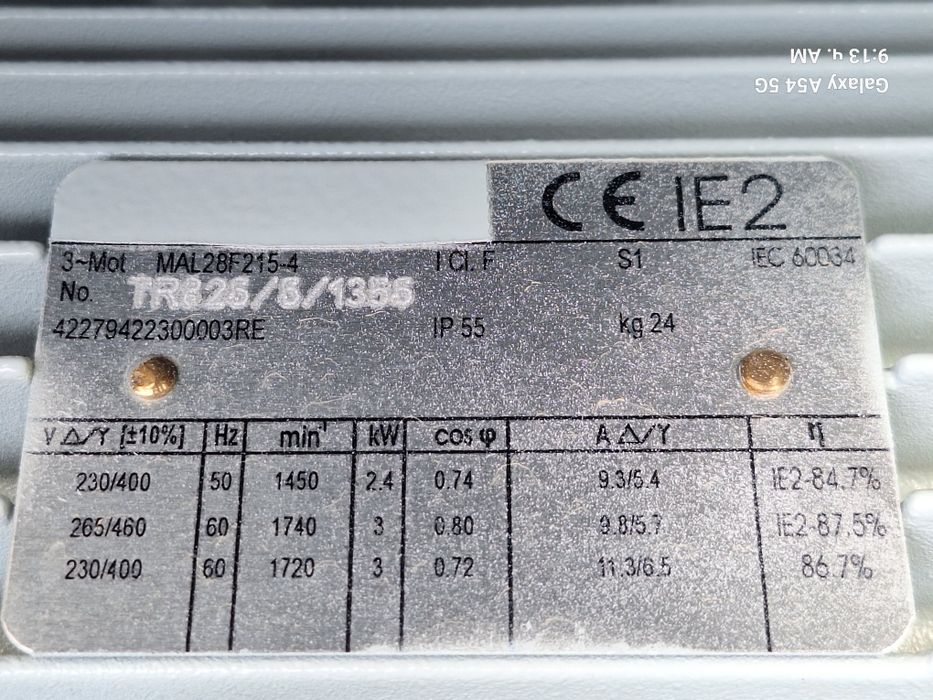 9:13 ч. AM
Galaxy A54 5G
CE IE2
3~Mot MAL28F215-4 I Cl. F S1 IEC 60034
No. TR825/5/1356
42279422300003RE IP 55 kg 24
V △/Y [±10%] Hz min⁻¹ kW cos φ A △/Y η
230/400 50 1450 2.4 0.74 9.3/5.4 IE2-84.7%
265/460 60 1740 3 0.80 9.8/5.7 IE2-87.5%
230/400 60 1720 3 0.72 11.3/6.5 86.7%